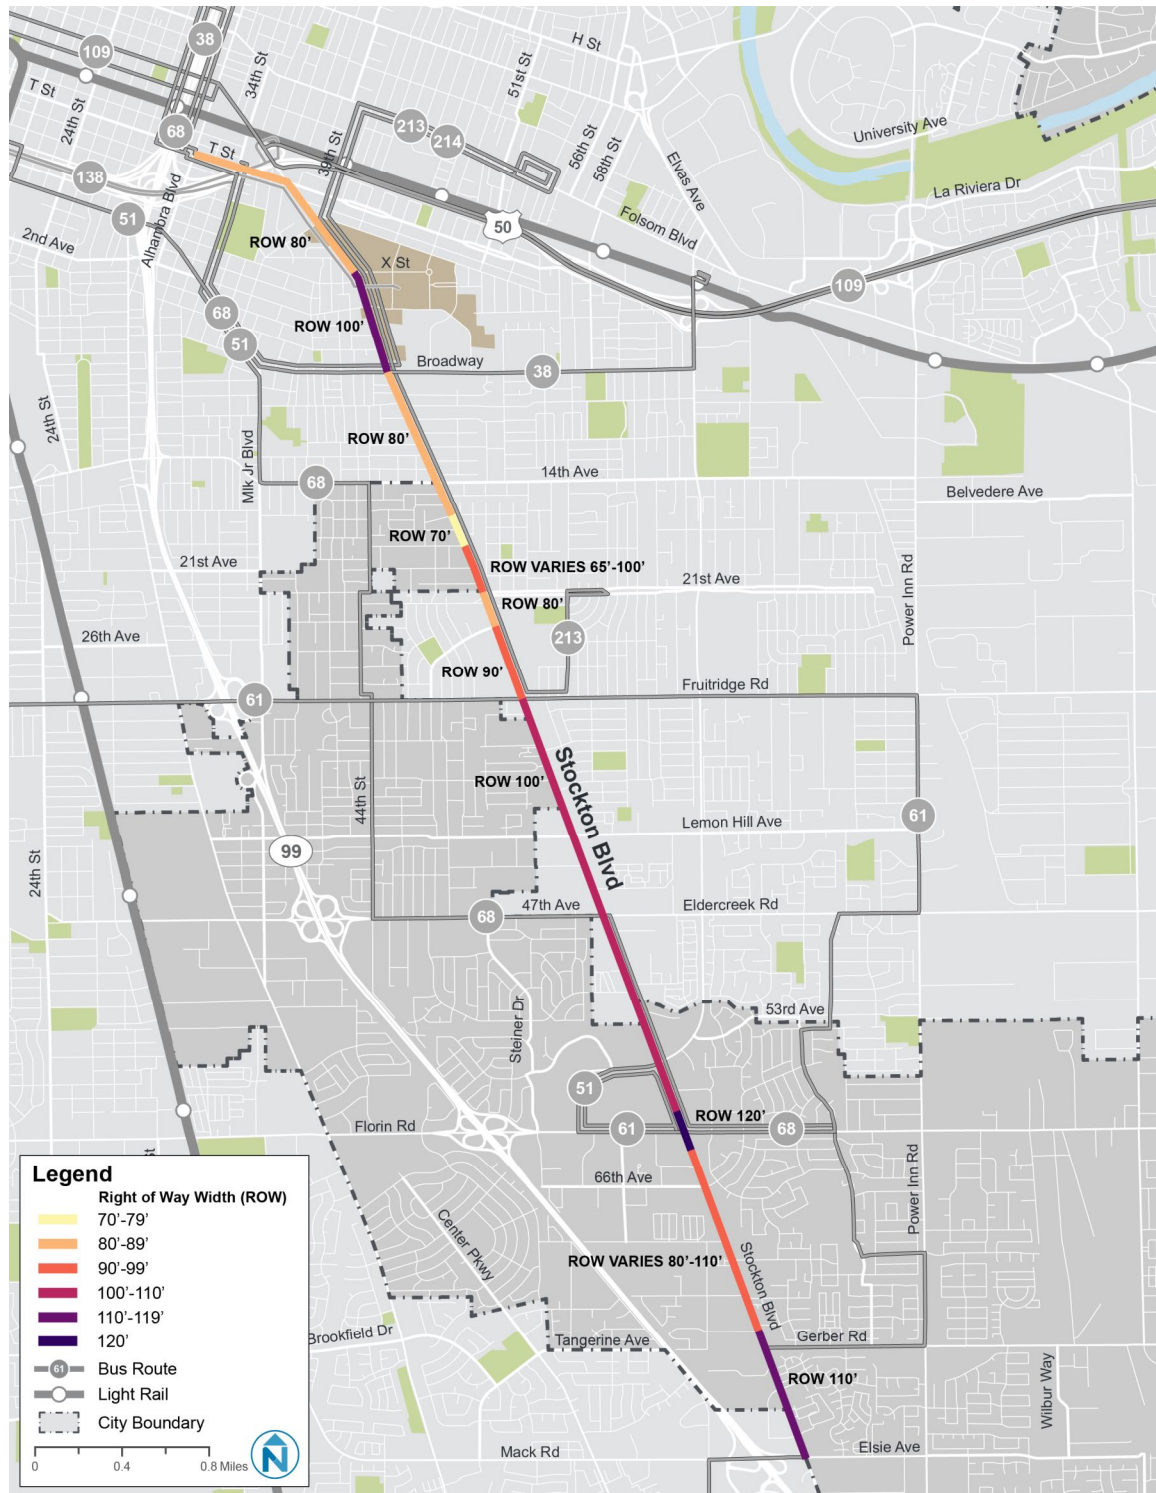 38
109
H St
51st St
34th St
T St
24th St
68
T St
213
214
39th St
56th St
58th St
Elvas Ave
University Ave
138
La Riviera Dr
51
Alhambra Blvd
50
Folsom Blvd
2nd Ave
ROW 80'
X St
109
68
ROW 100'
51
Broadway
38
24th St
ROW 80'
Mlk Jr Blvd
68
14th Ave
Belvedere Ave
ROW 70'
ROW VARIES 65'-100'
21st Ave
21st Ave
ROW 80'
Power Inn Rd
26th Ave
213
ROW 90'
Fruitridge Rd
61
Stockton Blvd
ROW 100'
44th St
Lemon Hill Ave
61
99
24th St
47th Ave
Eldercreek Rd
68
53rd Ave
Steiner Dr
51
ROW 120'
Florin Rd
61
68
St
66th Ave
Power Inn Rd
Center Pkwy
ROW VARIES 80'-110'
Stockton Blvd
Brookfield Dr
Tangerine Ave
Gerber Rd
ROW 110'
Wilbur Way
Mack Rd
Elsie Ave
Legend
Right of Way Width (ROW)
70'-79'
80'-89'
90'-99'
100'-110'
110'-119'
120'
61 Bus Route
Light Rail
City Boundary
0 0.4 0.8 Miles
N